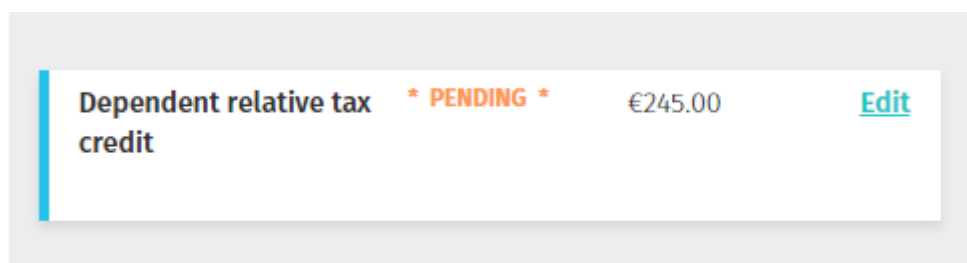 Dependent relative tax * PENDING * €245.00 Edit
credit